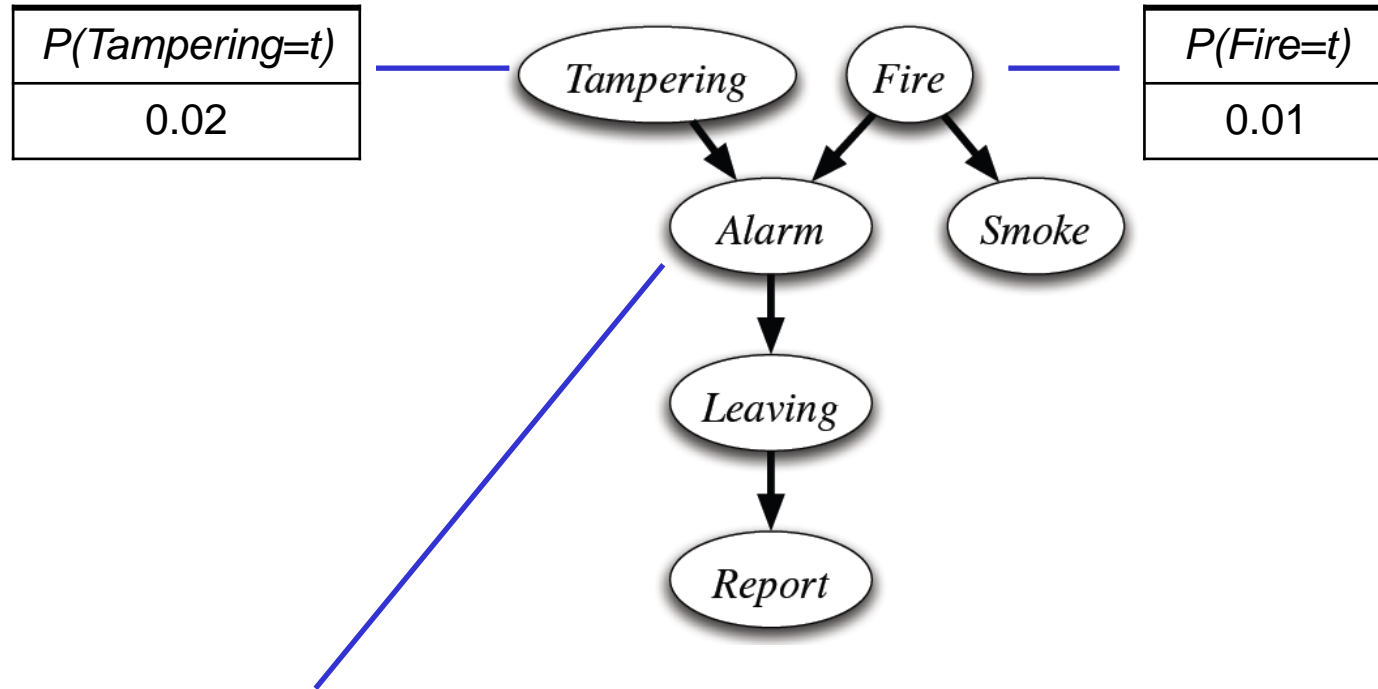 P(Tampering=t)
0.02
Tampering
Fire
P(Fire=t)
0.01
Alarm
Smoke
Leaving
Report